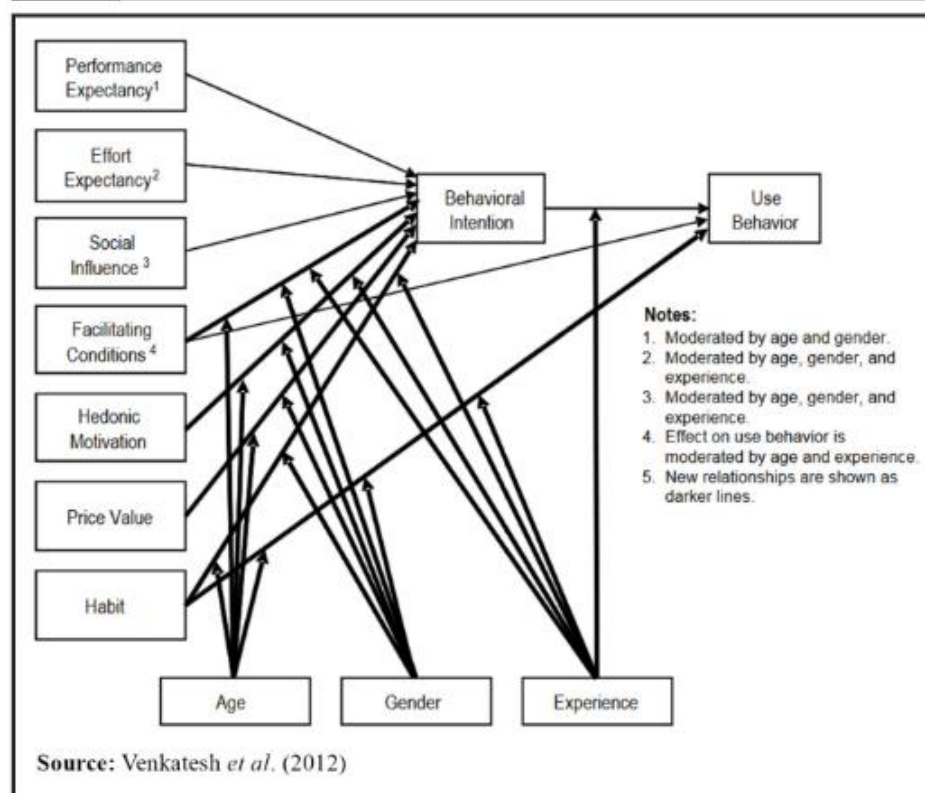 Performance
Expectancy¹
Effort
Expectancy²
Social
Influence ³
Facilitating
Conditions ⁴
Hedonic
Motivation
Price Value
Habit
Behavioral
Intention
Use
Behavior
Notes:
1. Moderated by age and gender.
2. Moderated by age, gender, and
experience.
3. Moderated by age, gender, and
experience.
4. Effect on use behavior is
moderated by age and experience.
5. New relationships are shown as
darker lines.
Age
Gender
Experience
Source: Venkatesh et al. (2012)